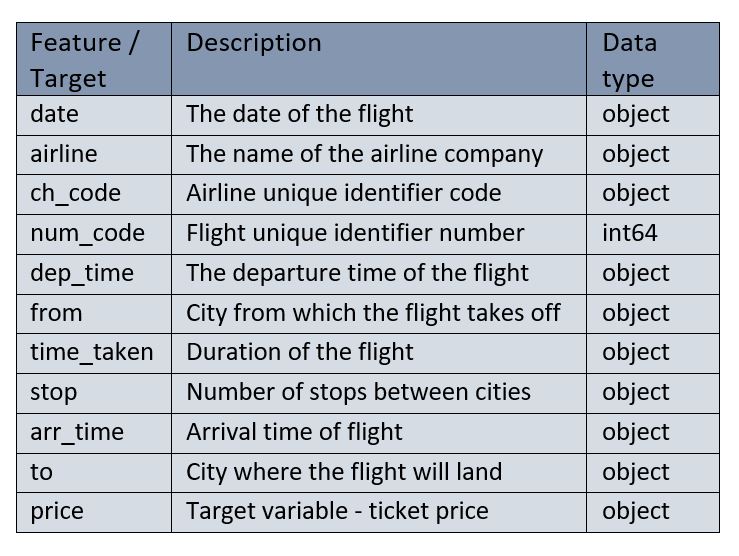 Feature / Target Description Data type
date The date of the flight object
airline The name of the airline company object
ch_code Airline unique identifier code object
num_code Flight unique identifier number int64
dep_time The departure time of the flight object
from City from which the flight takes off object
time_taken Duration of the flight object
stop Number of stops between cities object
arr_time Arrival time of flight object
to City where the flight will land object
price Target variable - ticket price object